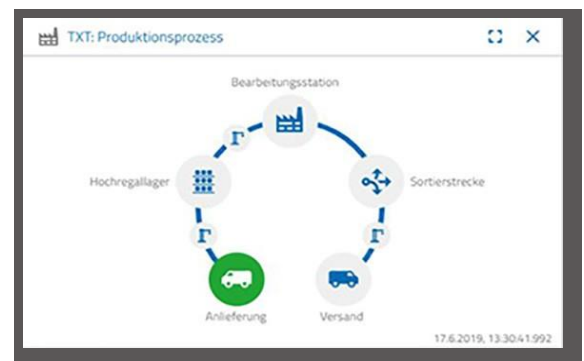 TXT: Produktionsprozess
Bearbeitungsstation
Hochregallager
Sortierstrecke
Anlieferung
Versand
17.6.2019, 13:30:41.992